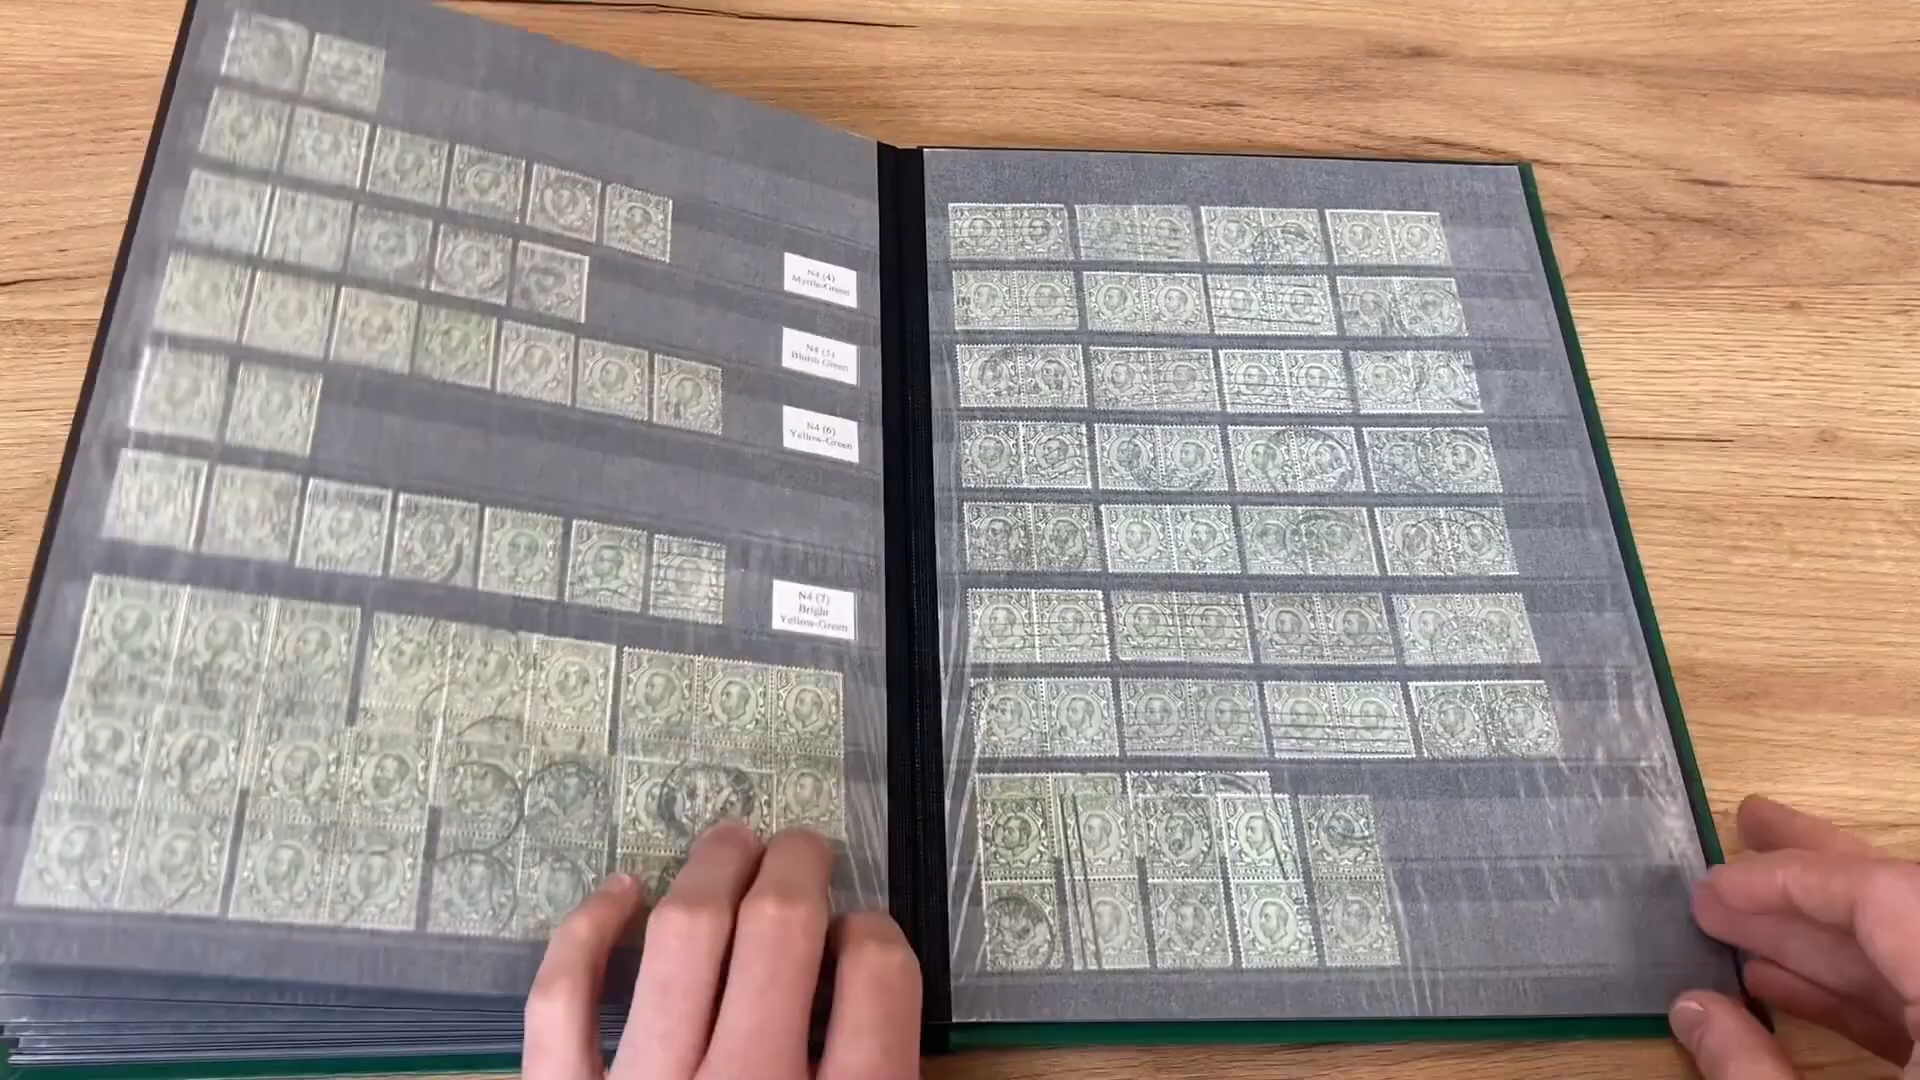 N4 (4)
Myrtle-Green
N4 (5)
Bluish Green
N4 (6)
Yellow-Green
N4 (7)
Bright
Yellow-Green